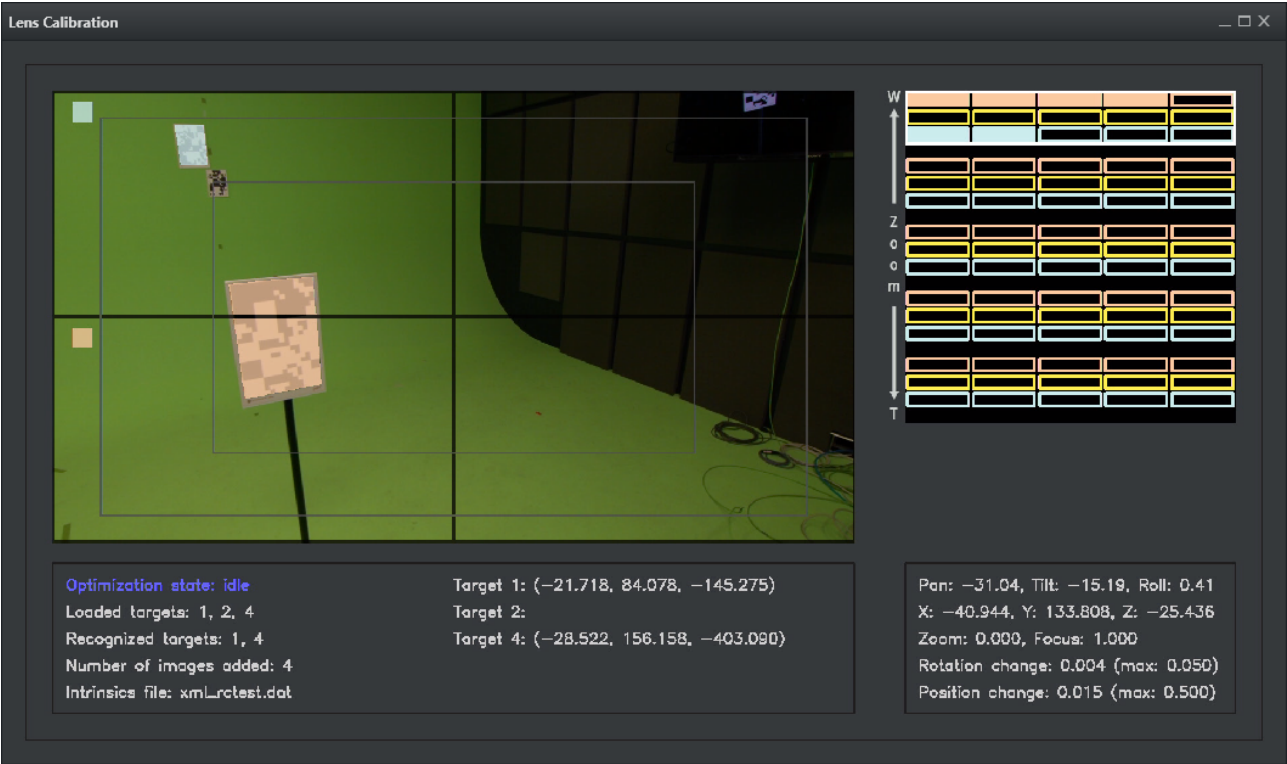 Lens Calibration
W
Zoom
T
Optimization state: idle
Loaded targets: 1, 2, 4
Recognized targets: 1, 4
Number of images added: 4
Intrinsics file: xml_rctest.dat
Target 1: (−21.718, 84.078, −145.275)
Target 2:
Target 4: (−28.522, 156.158, −403.090)
Pan: −31.04, Tilt: −15.19, Roll: 0.41
X: −40.944, Y: 133.808, Z: −25.436
Zoom: 0.000, Focus: 1.000
Rotation change: 0.004 (max: 0.050)
Position change: 0.015 (max: 0.500)